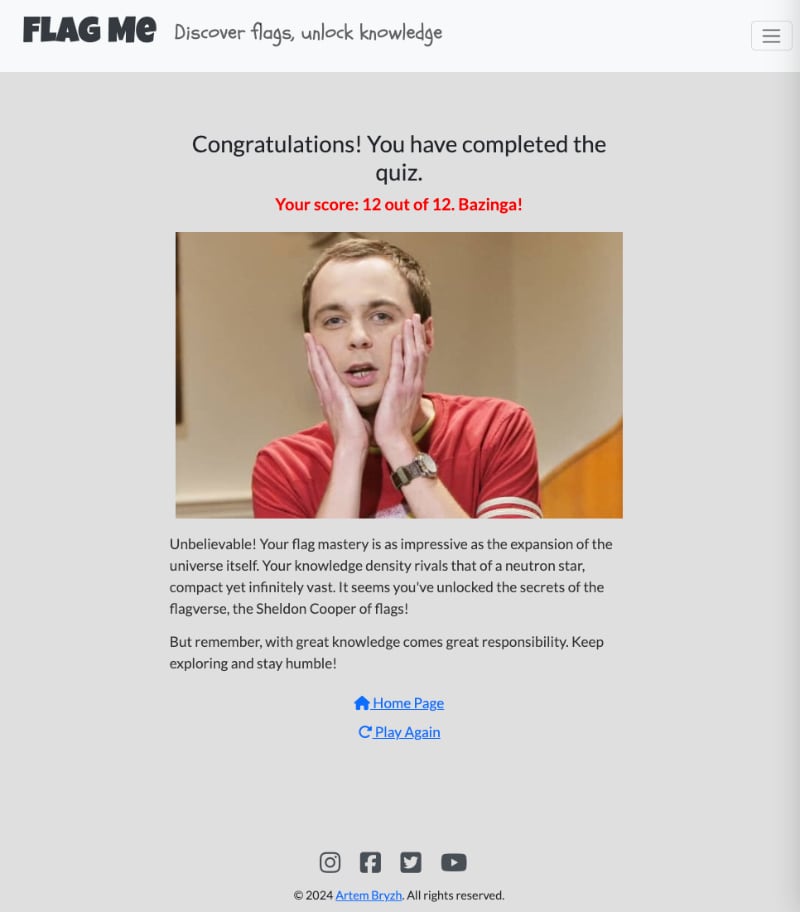 FLAG Me
Discover flags, unlock knowledge
Congratulations! You have completed the
quiz.
Your score: 12 out of 12. Bazinga!
Unbelievable! Your flag mastery is as impressive as the expansion of the
universe itself. Your knowledge density rivals that of a neutron star,
compact yet infinitely vast. It seems you've unlocked the secrets of the
flagverse, the Sheldon Cooper of flags!
But remember, with great knowledge comes great responsibility. Keep
exploring and stay humble!
Home Page
Play Again
© 2024 Artem Bryzh. All rights reserved.